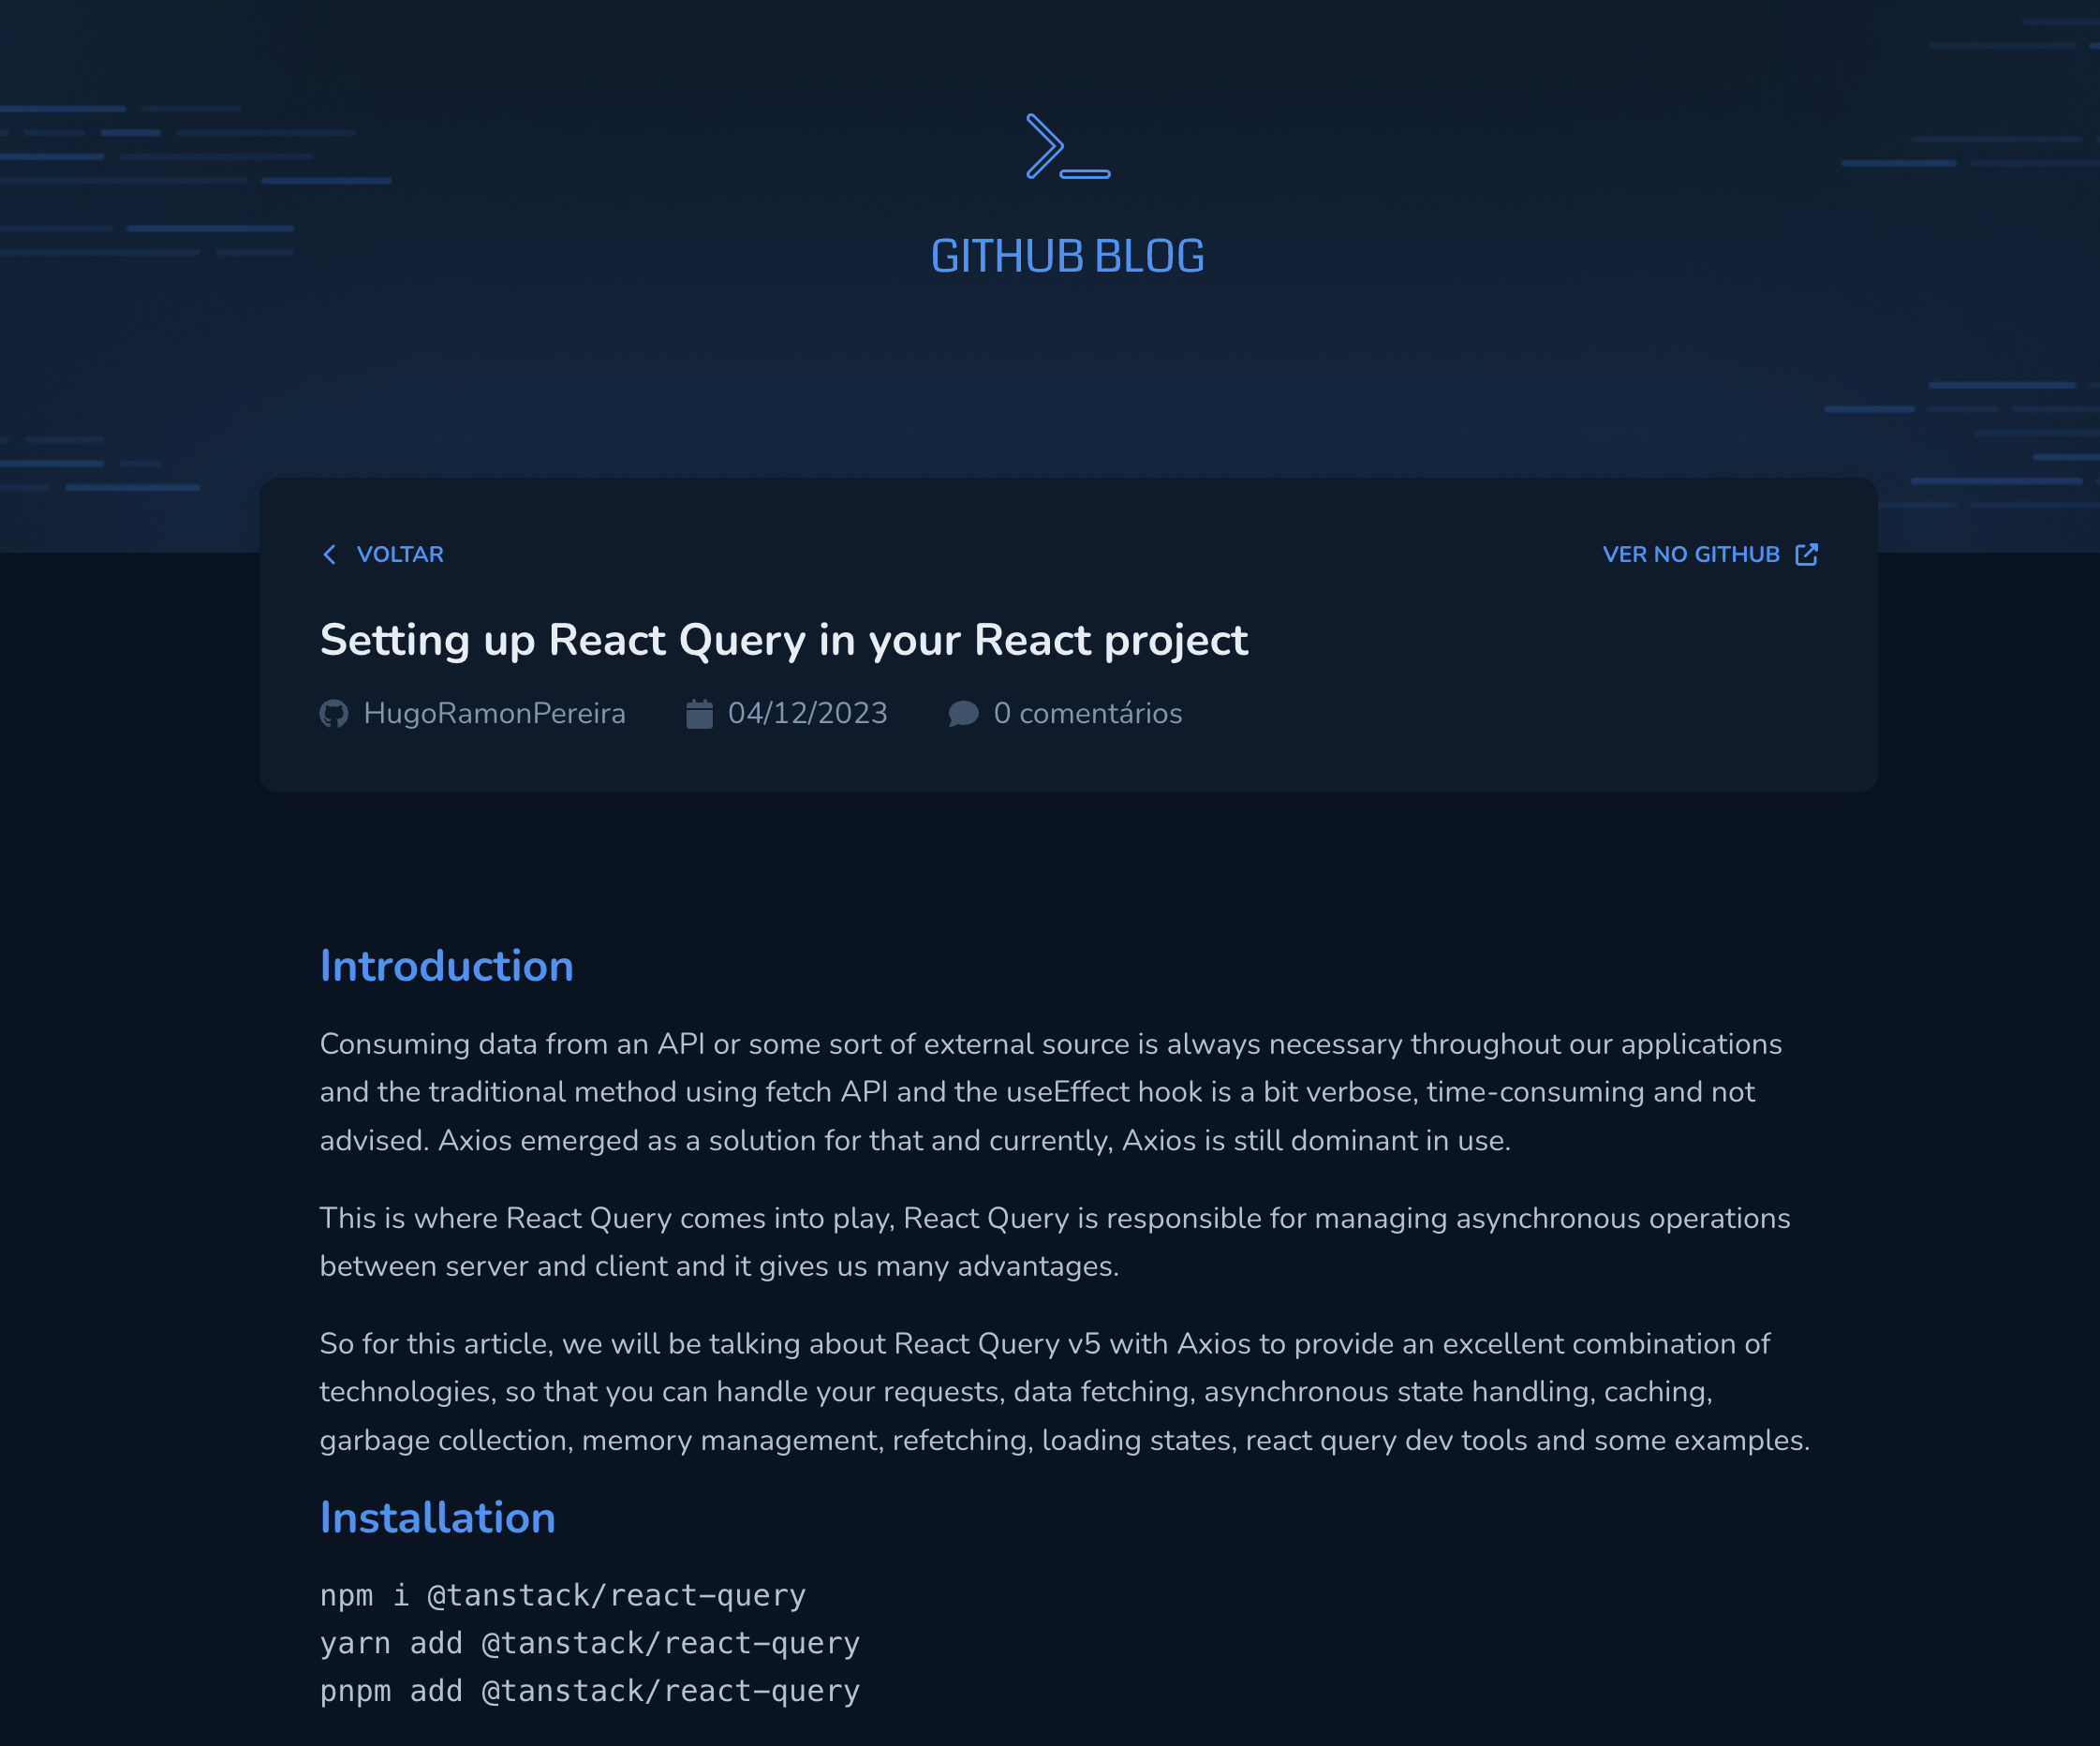 GITHUB BLOG
VOLTAR
VER NO GITHUB
Setting up React Query in your React project
HugoRamonPereira
04/12/2023
0 comentários
Introduction
Consuming data from an API or some sort of external source is always necessary throughout our applications
and the traditional method using fetch API and the useEffect hook is a bit verbose, time-consuming and not
advised. Axios emerged as a solution for that and currently, Axios is still dominant in use.
This is where React Query comes into play, React Query is responsible for managing asynchronous operations
between server and client and it gives us many advantages.
So for this article, we will be talking about React Query v5 with Axios to provide an excellent combination of
technologies, so that you can handle your requests, data fetching, asynchronous state handling, caching,
garbage collection, memory management, refetching, loading states, react query dev tools and some examples.
Installation
npm i @tanstack/react-query
yarn add @tanstack/react-query
pnpm add @tanstack/react-query